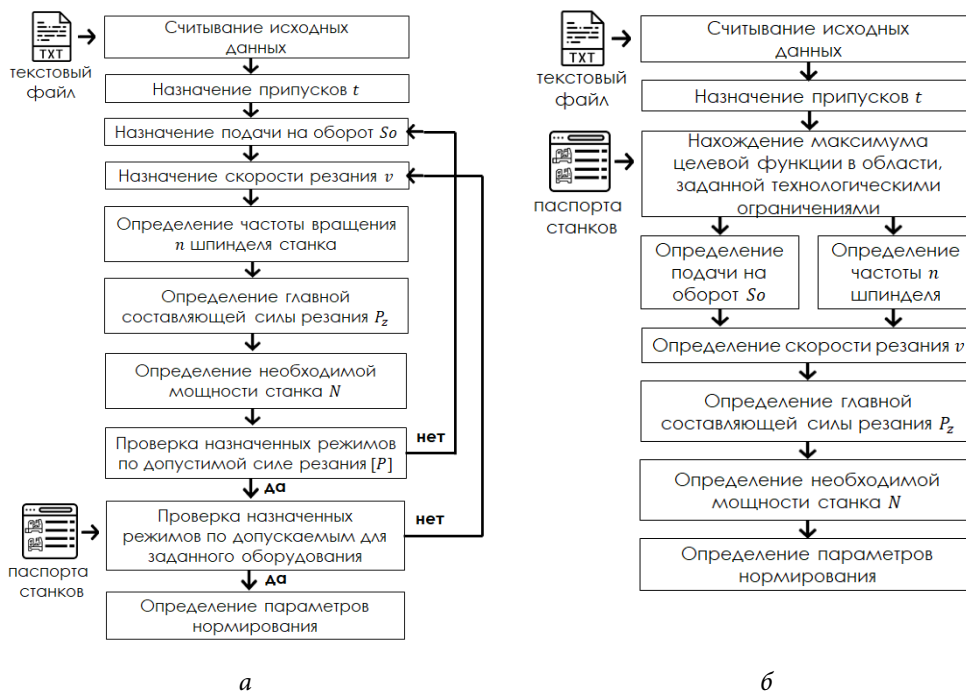 TXT
текстовый
файл
Считывание исходных
данных
Назначение припусков t
Назначение подачи на оборот So
Назначение скорости резания v
Определение частоты вращения
n шпинделя станка
Определение главной
составляющей силы резания P_z
Определение необходимой
мощности станка N
Проверка назначенных режимов
по допустимой силе резания [P]
нет
да
паспорта
станков
Проверка назначенных
режимов по допускаемым для
заданного оборудования
нет
да
Определение параметров
нормирования
а
TXT
текстовый
файл
Считывание исходных
данных
Назначение припусков t
паспорта
станков
Нахождение максимума
целевой функции в области,
заданной технологическими
ограничениями
Определение
подачи на
оборот So
Определение
частоты n
шпинделя
Определение скорости резания v
Определение главной
составляющей силы резания P_z
Определение необходимой
мощности станка N
Определение параметров
нормирования
б